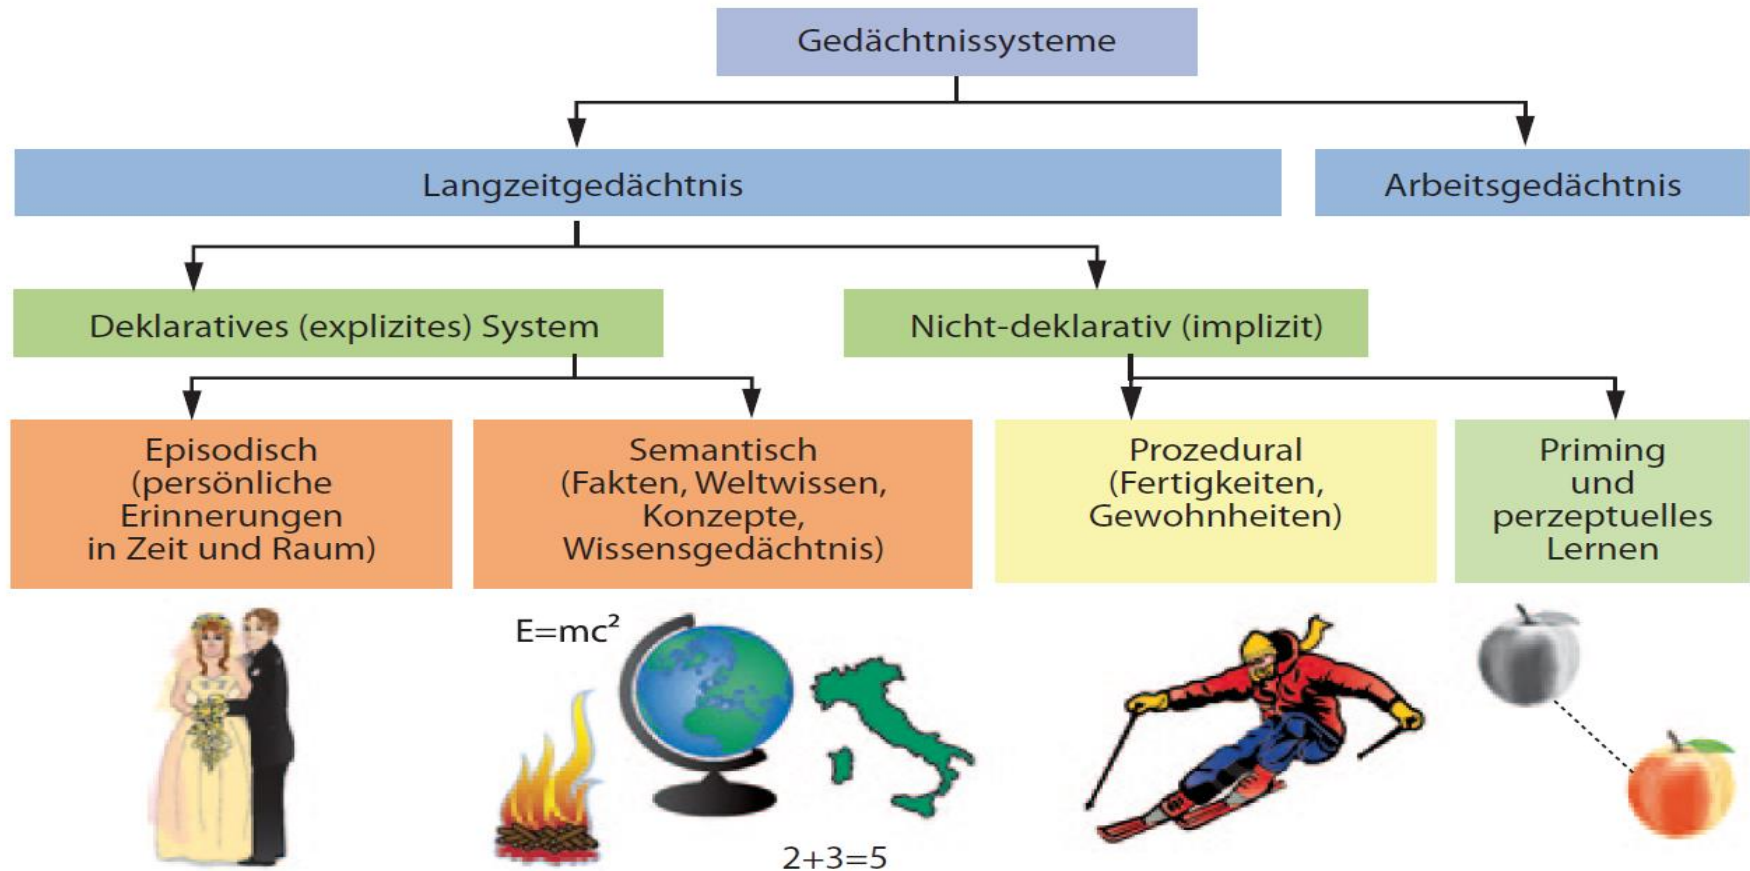 Gedächtnissysteme
Langzeitgedächtnis
Arbeitsgedächtnis
Deklaratives (explizites) System
Nicht-deklarativ (implizit)
Episodisch
(persönliche
Erinnerungen
in Zeit und Raum)
Semantisch
(Fakten, Weltwissen,
Konzepte,
Wissensgedächtnis)
Prozedural
(Fertigkeiten,
Gewohnheiten)
Priming
und
perzeptuelles
Lernen
E=mc²
2+3=5